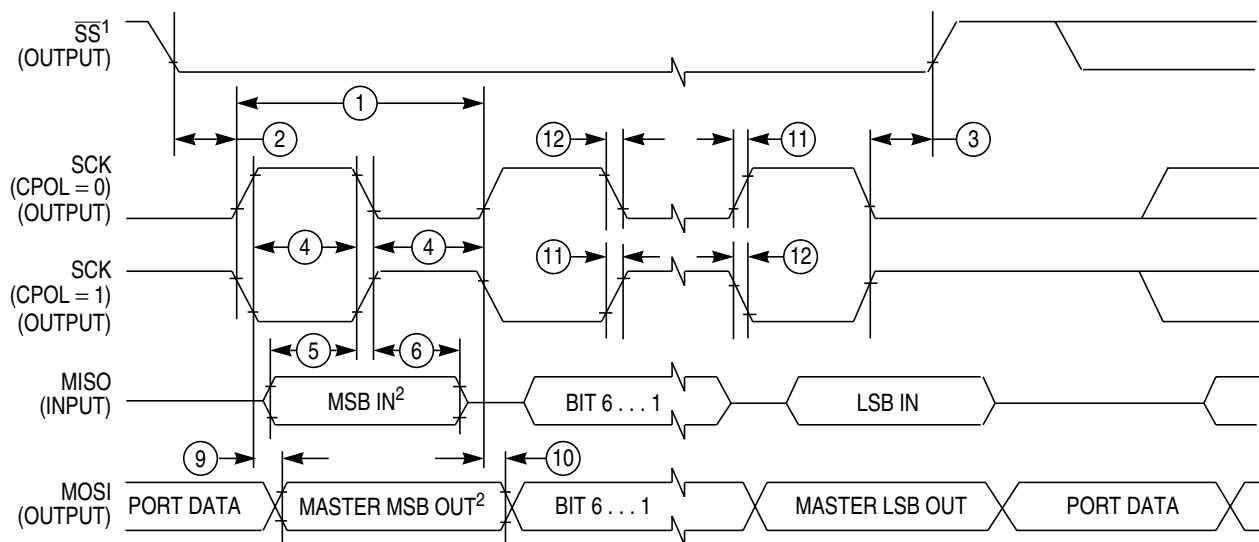 SS¹
(OUTPUT)
1
2
12
11
3
SCK
(CPOL = 0)
(OUTPUT)
4
4
11
12
SCK
(CPOL = 1)
(OUTPUT)
5
6
MISO
(INPUT)
MSB IN²
BIT 6 . . . 1
LSB IN
9
10
MOSI
(OUTPUT)
PORT DATA
MASTER MSB OUT²
BIT 6 . . . 1
MASTER LSB OUT
PORT DATA